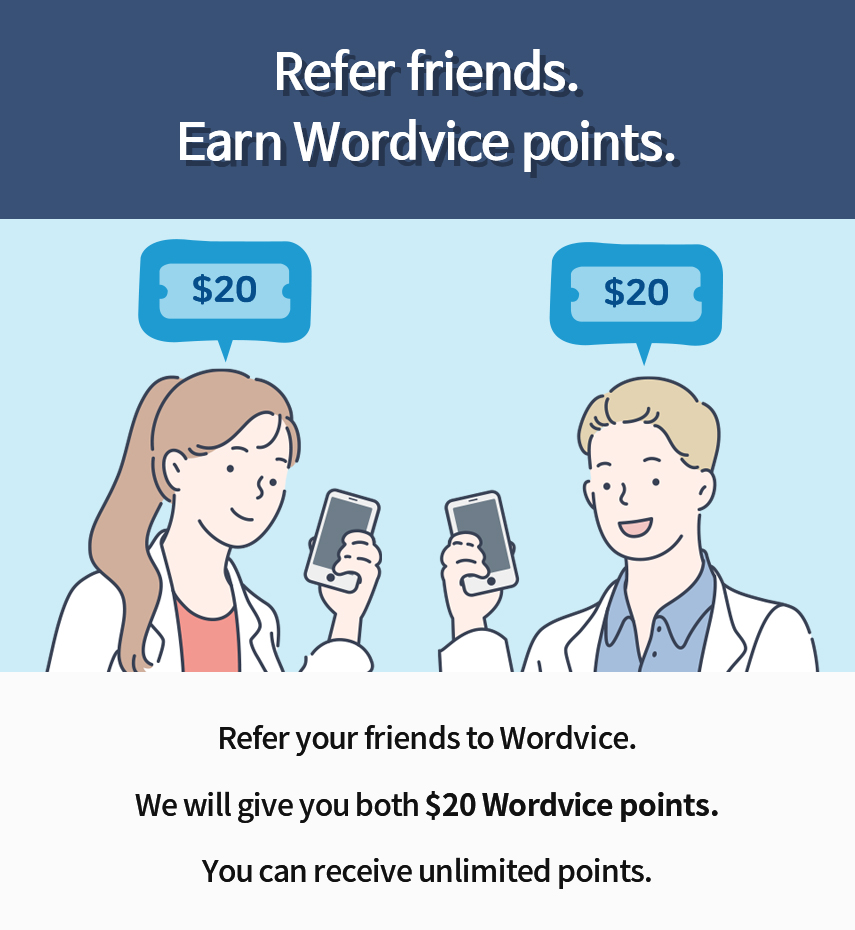 Refer friends.
Earn Wordvice points.
$20
$20
Refer your friends to Wordvice.
We will give you both $20 Wordvice points.
You can receive unlimited points.